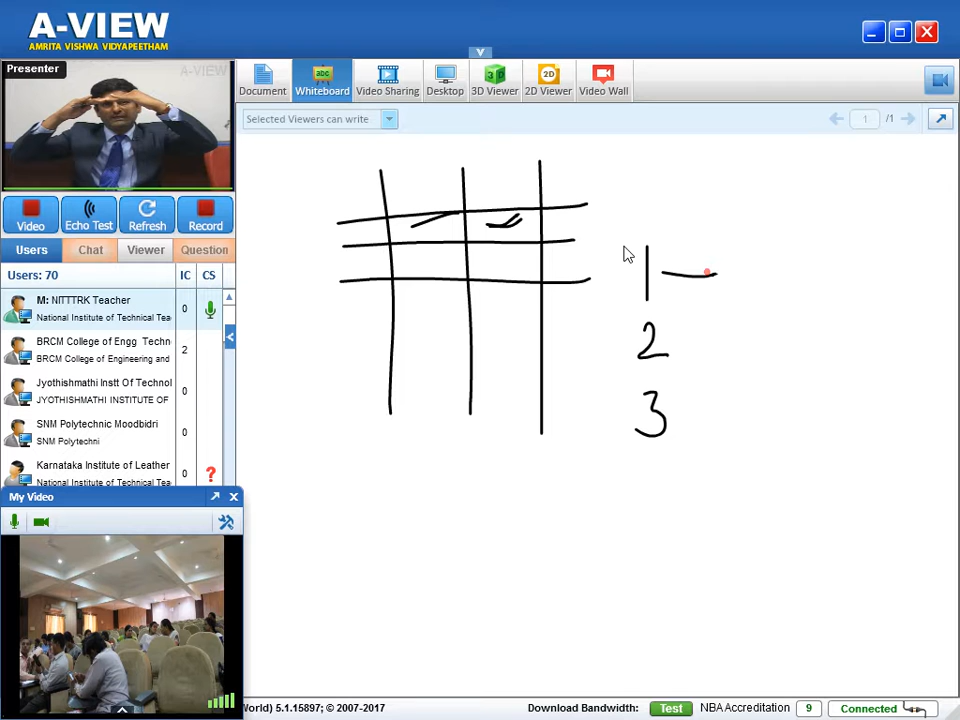 A-VIEW
AMRITA VISHWA VIDYAPEETHAM
v
Presenter
A-VIEW
Document
abc
Whiteboard
Video Sharing
Desktop
3D
3D Viewer
2D
2D Viewer
Video Wall
Selected Viewers can write
1 /1
Video
Echo Test
Refresh
Record
Users Chat Viewer Question
Users: 70 IC CS
M: NITTTRK Teacher
National Institute of Technical Tea
0
BRCM College of Engg Techn
BRCM College of Engineering and
2
Jyothishmathi Instt Of Technol
JYOTHISHMATHI INSTITUTE OF
0
SNM Polytechnic Moodbidri
SNM Polytechni
0
Karnataka Institute of Leather
National Institute of Technical Tea
0 ?
1 —
2
3
My Video
World) 5.1.15897; © 2007-2017
Download Bandwidth: Test NBA Accreditation 9 Connected